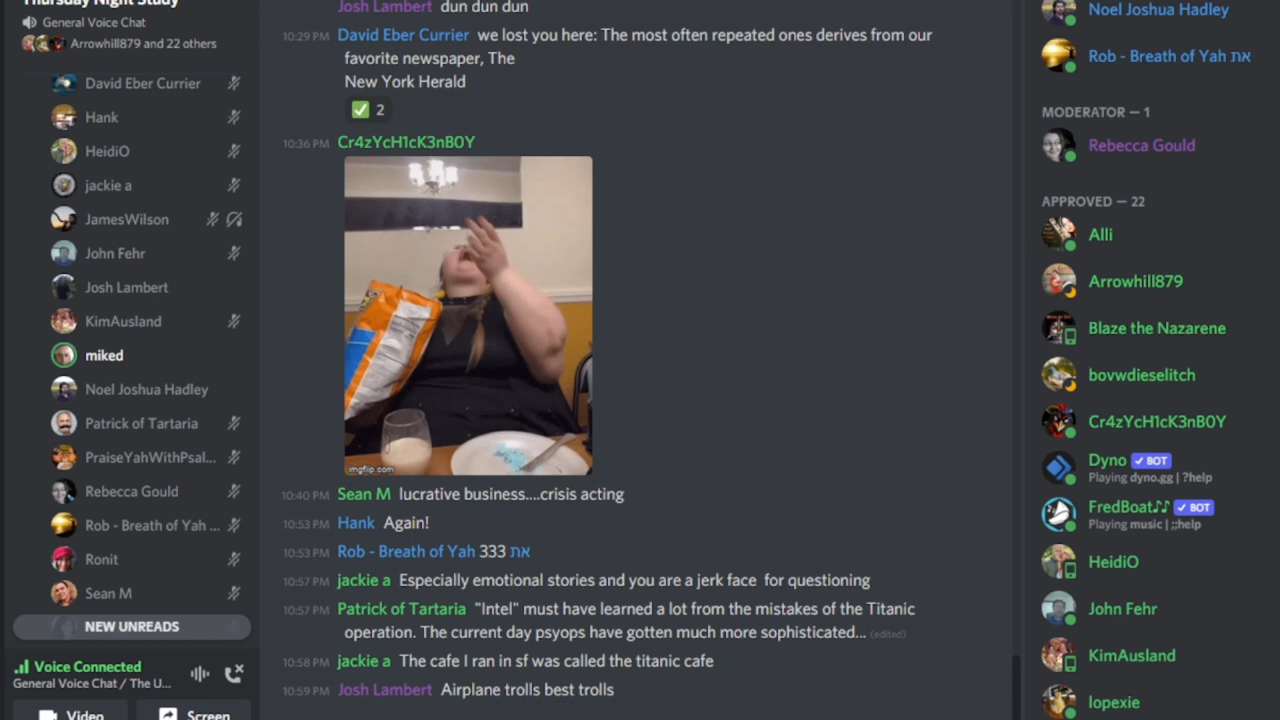 Thursday Night Study
General Voice Chat
Arrowhill879 and 22 others
David Eber Currier
Hank
HeidiO
jackie a
JamesWilson
John Fehr
Josh Lambert
KimAusland
miked
Noel Joshua Hadley
Patrick of Tartaria
PraiseYahWithPsal...
Rebecca Gould
Rob - Breath of Yah ...
Ronit
Sean M
NEW UNREADS
Voice Connected
General Voice Chat / The U...
Video
Screen
Josh Lambert dun dun dun
10:29 PM David Eber Currier we lost you here: The most often repeated ones derives from our
favorite newspaper, The
New York Herald
✅ 2
10:36 PM Cr4zYcH1cK3nB0Y
imgflip.com
10:40 PM Sean M lucrative business....crisis acting
10:53 PM Hank Again!
10:53 PM Rob - Breath of Yah 333 את
10:57 PM jackie a Especially emotional stories and you are a jerk face for questioning
10:57 PM Patrick of Tartaria "Intel" must have learned a lot from the mistakes of the Titanic
operation. The current day psyops have gotten much more sophisticated... (edited)
10:58 PM jackie a The cafe I ran in sf was called the titanic cafe
10:59 PM Josh Lambert Airplane trolls best trolls
Noel Joshua Hadley
Rob - Breath of Yah את
MODERATOR — 1
Rebecca Gould
APPROVED — 22
Alli
Arrowhill879
Blaze the Nazarene
bovwdieselitch
Cr4zYcH1cK3nB0Y
Dyno ✓ BOT
Playing dyno.gg | ?help
FredBoat♪♪ ✓ BOT
Playing music | ;;help
HeidiO
John Fehr
KimAusland
lopexie